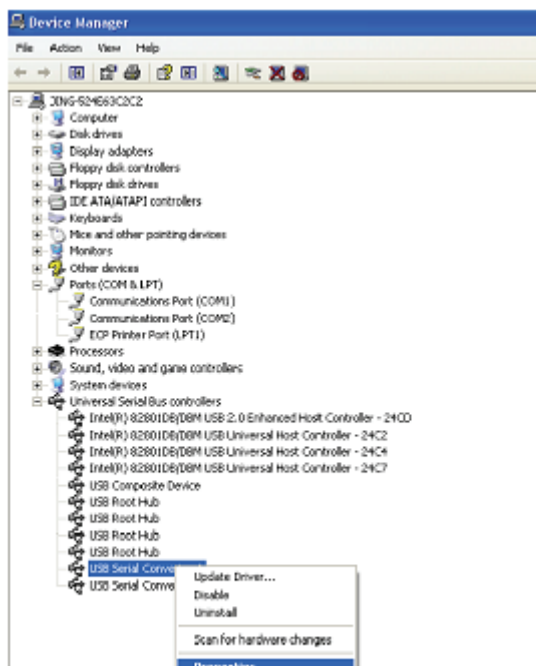 Device Manager
File Action View Help
JING-524E63C2C2
Computer
Disk drives
Display adapters
Floppy disk controllers
Floppy disk drives
IDE ATA/ATAPI controllers
Keyboards
Mice and other pointing devices
Monitors
Other devices
Ports (COM & LPT)
Communications Port (COM1)
Communications Port (COM2)
ECP Printer Port (LPT1)
Processors
Sound, video and game controllers
System devices
Universal Serial Bus controllers
Intel(R) 82801DB/DBM USB 2.0 Enhanced Host Controller - 24CD
Intel(R) 82801DB/DBM USB Universal Host Controller - 24C2
Intel(R) 82801DB/DBM USB Universal Host Controller - 24C4
Intel(R) 82801DB/DBM USB Universal Host Controller - 24C7
USB Composite Device
USB Root Hub
USB Root Hub
USB Root Hub
USB Root Hub
USB Serial Conve
USB Serial Conve
Update Driver...
Disable
Uninstall
Scan for hardware changes
Properties